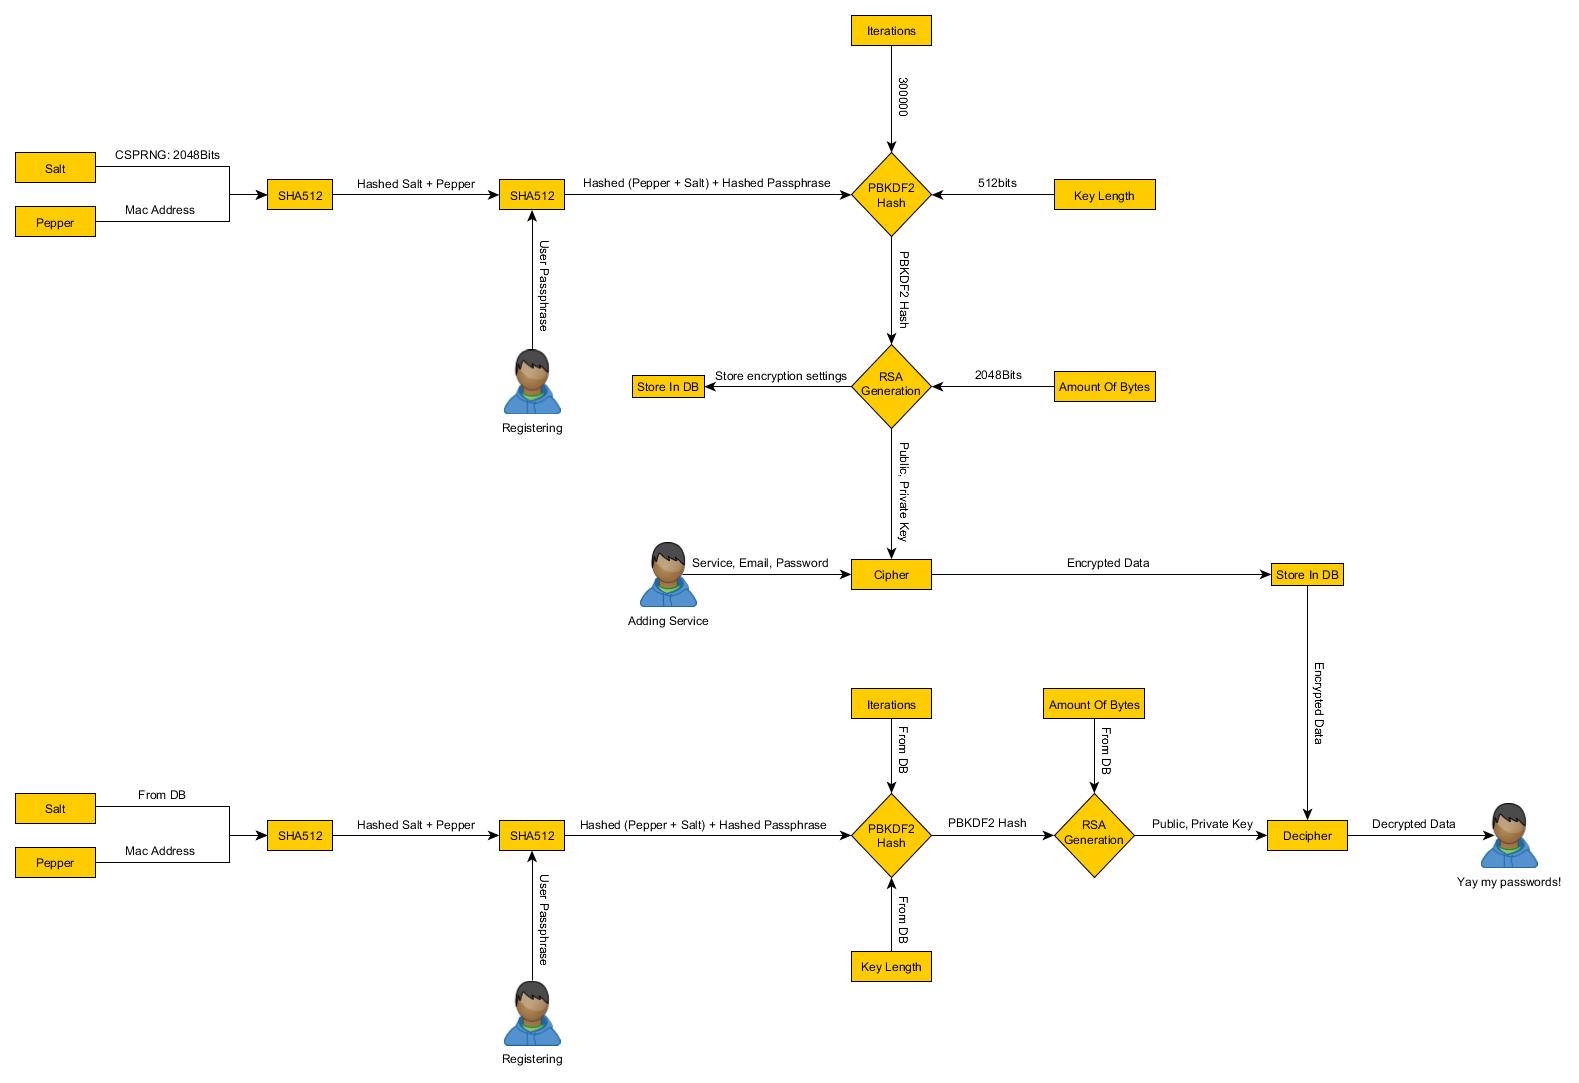 Iterations
300000
Salt
CSPRNG: 2048Bits
Pepper
Mac Address
SHA512
Hashed Salt + Pepper
SHA512
Hashed (Pepper + Salt) + Hashed Passphrase
PBKDF2
Hash
512bits
Key Length
User Passphrase
Registering
PBKDF2 Hash
Store In DB
Store encryption settings
RSA
Generation
2048Bits
Amount Of Bytes
Public, Private Key
Adding Service
Service, Email, Password
Cipher
Encrypted Data
Store In DB
Encrypted Data
Iterations
From DB
Amount Of Bytes
From DB
Salt
From DB
Pepper
Mac Address
SHA512
Hashed Salt + Pepper
SHA512
Hashed (Pepper + Salt) + Hashed Passphrase
PBKDF2
Hash
PBKDF2 Hash
RSA
Generation
Public, Private Key
Decipher
Decrypted Data
Yay my passwords!
User Passphrase
Registering
From DB
Key Length